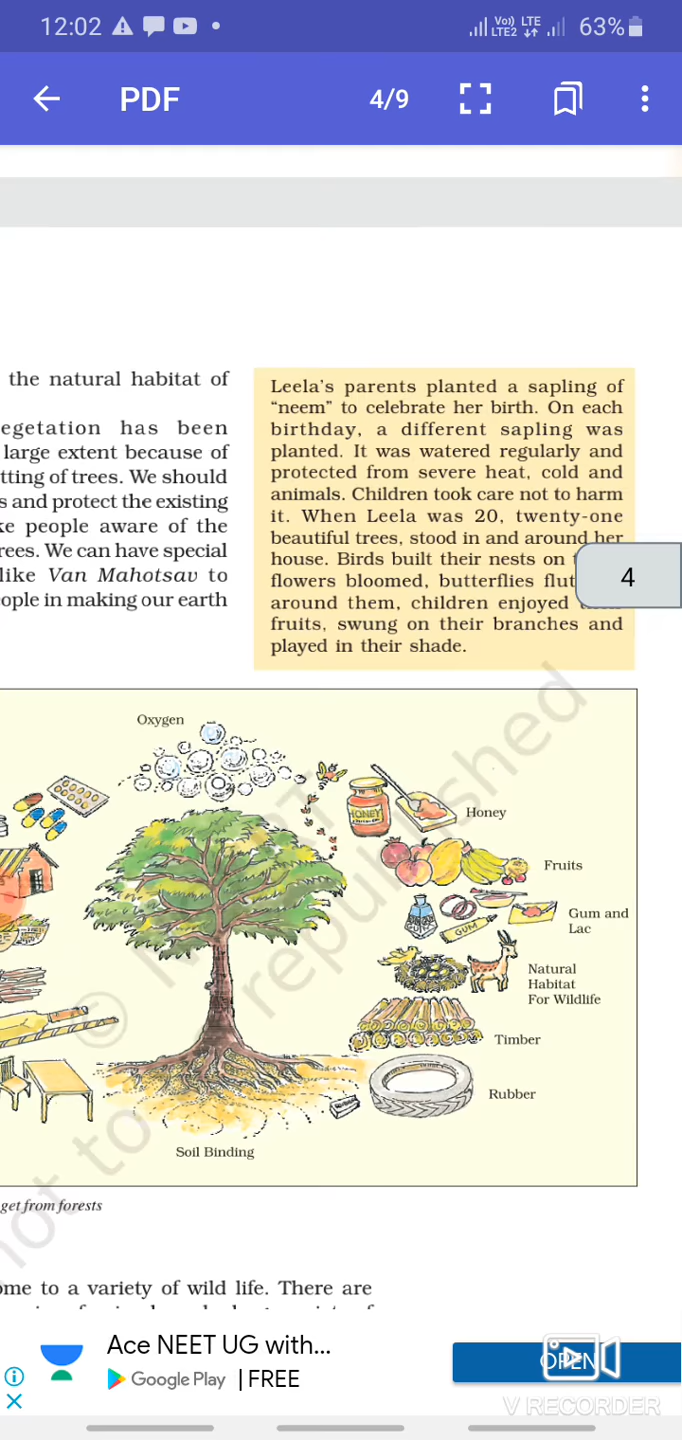 12:02
Vo) LTE
LTE2
63%
PDF
4/9
the natural habitat of
egetation has been
large extent because of
tting of trees. We should
s and protect the existing
ke people aware of the
rees. We can have special
like Van Mahotsav to
ople in making our earth
Leela's parents planted a sapling of
"neem" to celebrate her birth. On each
birthday, a different sapling was
planted. It was watered regularly and
protected from severe heat, cold and
animals. Children took care not to harm
it. When Leela was 20, twenty-one
beautiful trees, stood in and around her
house. Birds built their nests on
flowers bloomed, butterflies flut
around them, children enjoyed
fruits, swung on their branches and
played in their shade.
4
Oxygen
HONEY
Honey
Fruits
GUM
Gum and
Lac
Natural
Habitat
For Wildlife
Timber
Rubber
Soil Binding
get from forests
©
not to
republished
ome to a variety of wild life. There are
Ace NEET UG with...
Google Play | FREE
OPEN
V RECORDER